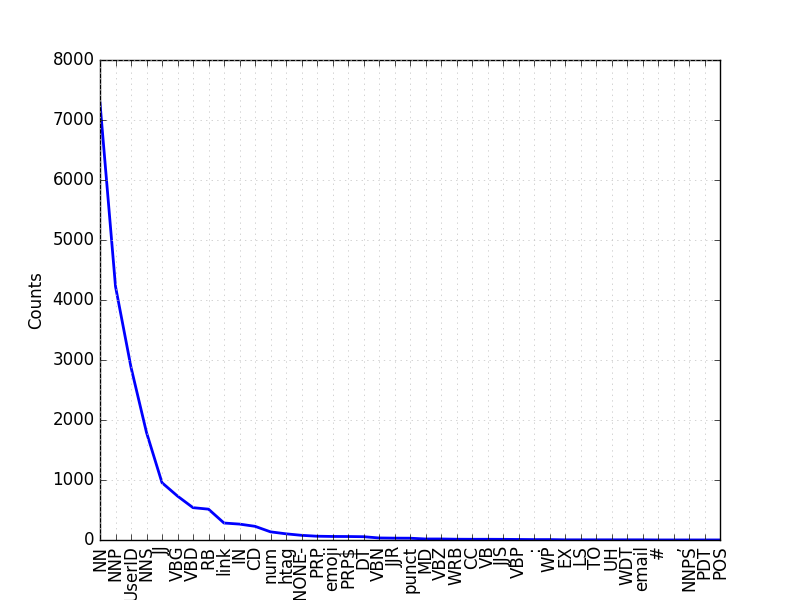 8000
7000
6000
5000
4000
3000
2000
1000
0
Counts
NN
NNP
UserID
NNS
JJ
VBG
VBD
RB
link
IN
CD
num
htag
NONE-
PRP
emoji
PRP$
DT
VBN
JJR
punct
MD
VBZ
WRB
CC
VB
JJS
VBP
:
WP
EX
LS
TO
UH
WDT
email
#
.
NNPS
PDT
POS